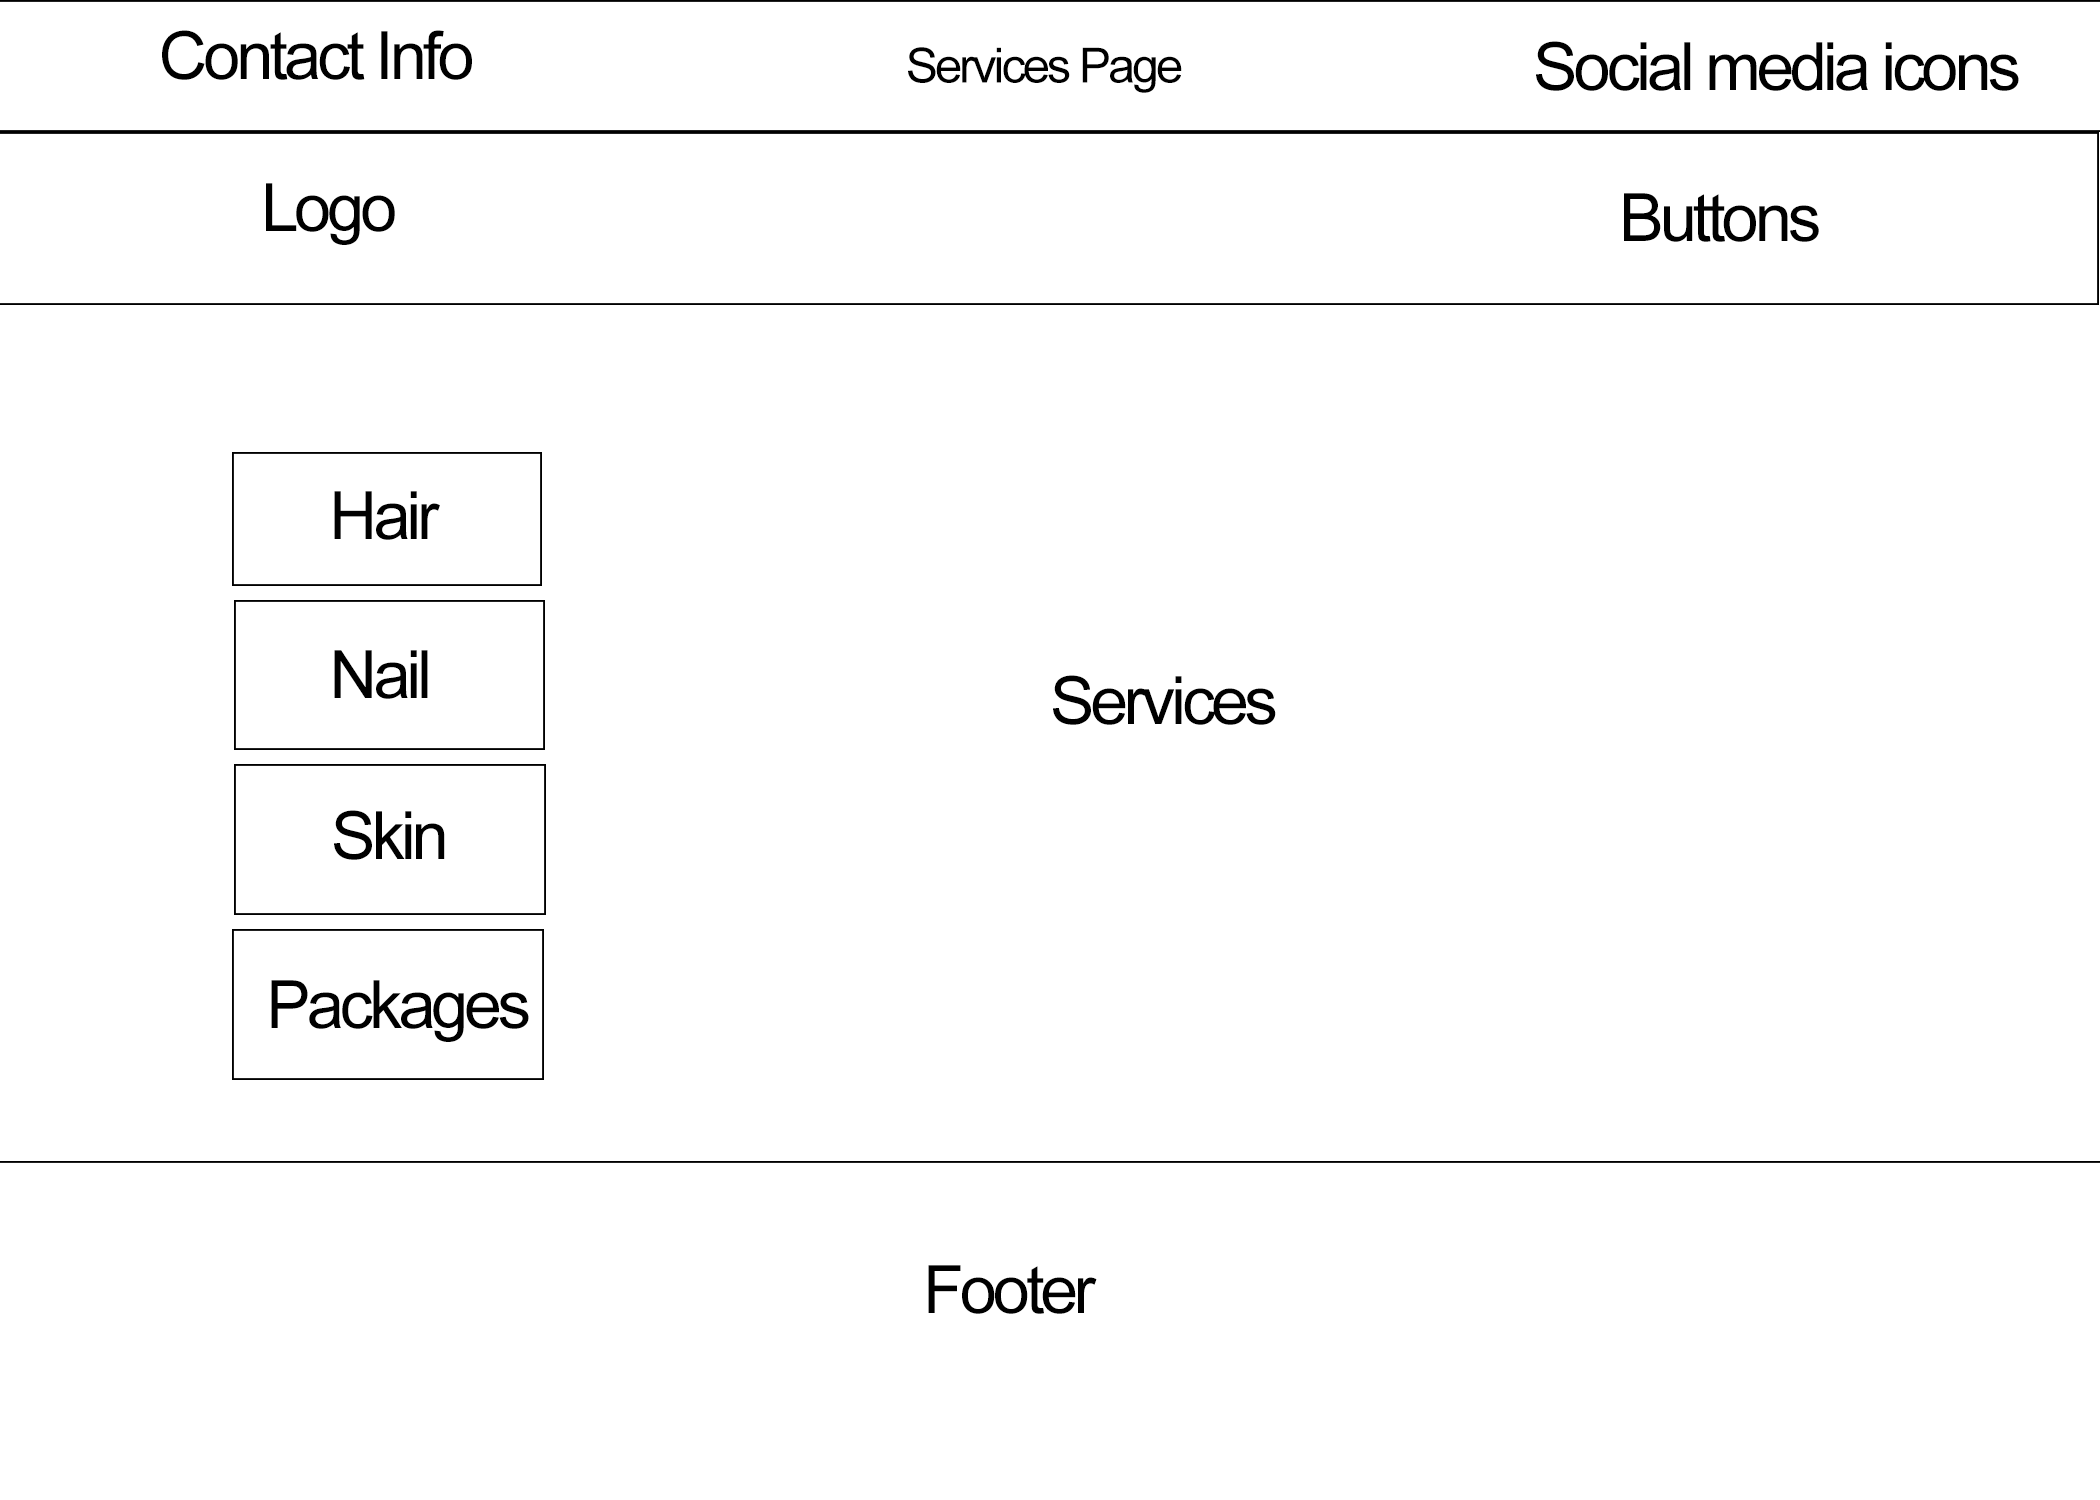 Contact Info
Services Page
Social media icons
Logo
Buttons
Hair
Nail
Services
Skin
Packages
Footer